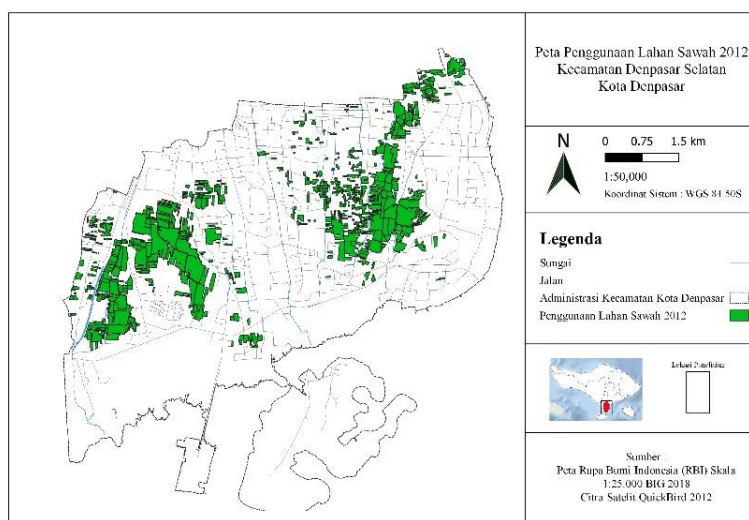 Peta Penggunaan Lahan Sawah 2012
Kecamatan Denpasar Selatan
Kota Denpasar
N
0 0.75 1.5 km
1:50,000
Koordinat Sistem : WGS 84 50S
Legenda
Sungai
Jalan
Administrasi Kecamatan Kota Denpasar
Penggunaan Lahan Sawah 2012
Lokasi Penelitian
Sumber :
Peta Rupa Bumi Indonesia (RBI) Skala
1:25.000 BIG 2018
Citra Satelit QuickBird 2012